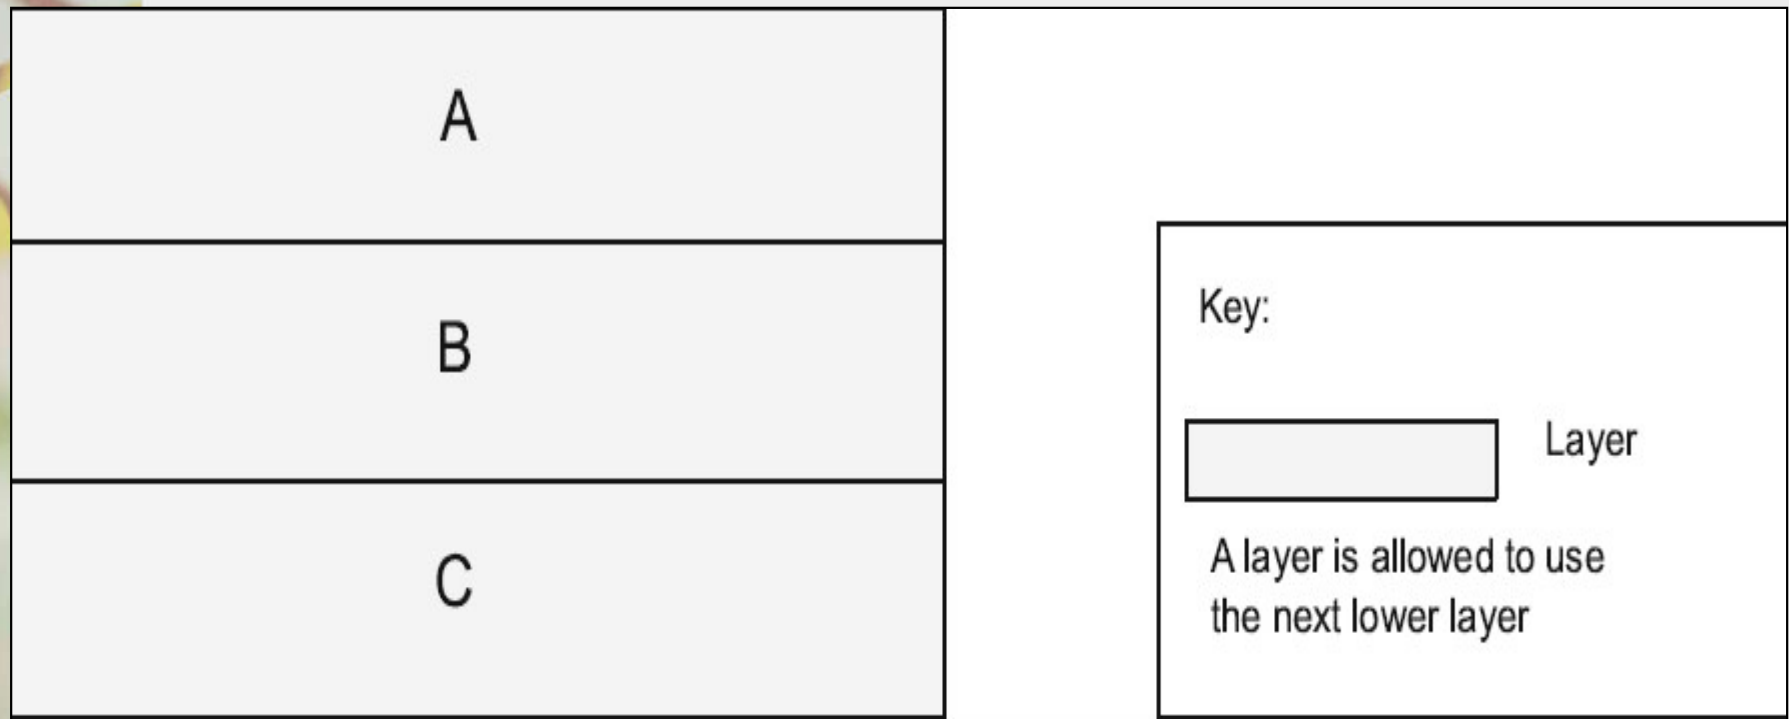 A
B
C
Key:
Layer
A layer is allowed to use
the next lower layer